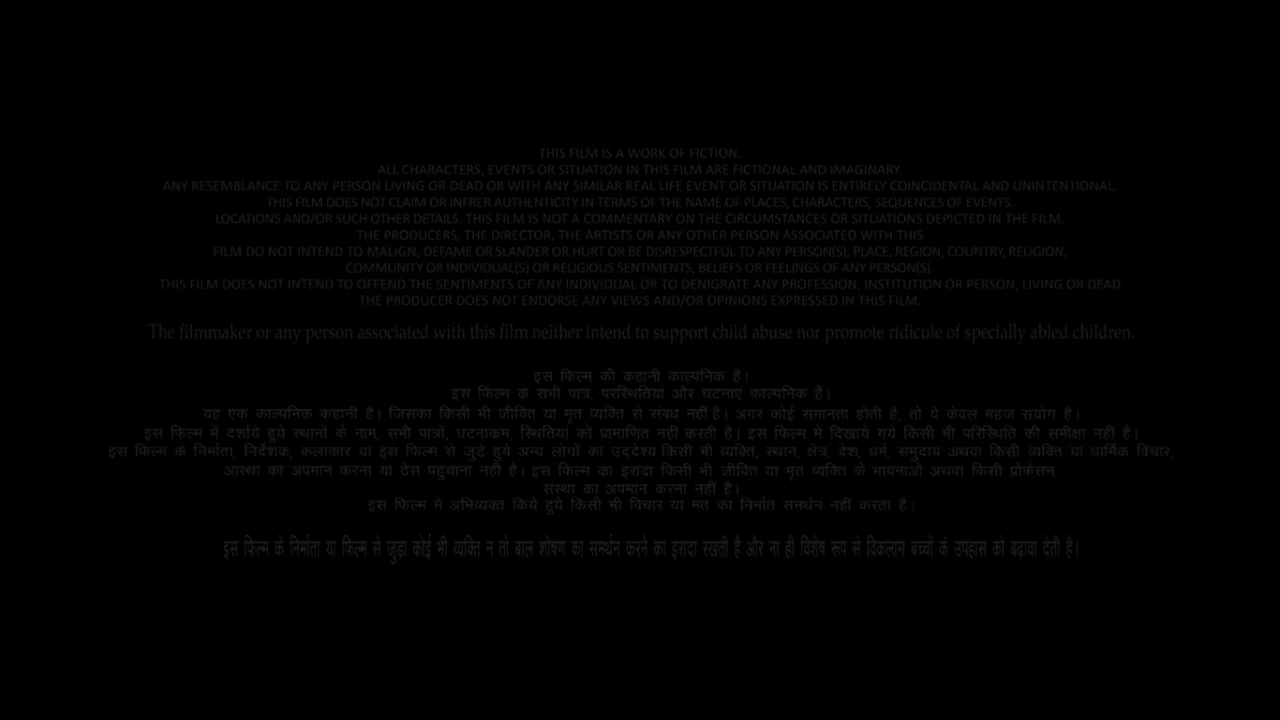 THIS FILM IS A WORK OF FICTION.
ALL CHARACTERS, EVENTS OR SITUATION IN THIS FILM ARE FICTIONAL AND IMAGINARY.
ANY RESEMBLANCE TO ANY PERSON LIVING OR DEAD OR WITH ANY SIMILAR REAL LIFE EVENT OR SITUATION IS ENTIRELY COINCIDENTAL AND UNINTENTIONAL.
THIS FILM DOES NOT CLAIM OR INFRER AUTHENTICITY IN TERMS OF THE NAME OF PLACES, CHARACTERS, SEQUENCES OF EVENTS.
LOCATIONS AND/OR SUCH OTHER DETAILS. THIS FILM IS NOT A COMMENTARY ON THE CIRCUMSTANCES OR SITUATIONS DEPICTED IN THE FILM.
THE PRODUCERS, THE DIRECTOR, THE ARTISTS OR ANY OTHER PERSON ASSOCIATED WITH THIS
FILM DO NOT INTEND TO MALIGN, DEFAME OR SLANDER OR HURT OR BE DISRESPECTFUL TO ANY PERSON(S), PLACE, REGION, COUNTRY, RELIGION,
COMMUNITY OR INDIVIDUAL(S) OR RELIGIOUS SENTIMENTS, BELIEFS OR FEELINGS OF ANY PERSON(S).
THIS FILM DOES NOT INTEND TO OFFEND THE SENTIMENTS OF ANY INDIVIDUAL OR TO DENIGRATE ANY PROFESSION, INSTITUTION OR PERSON, LIVING OR DEAD.
THE PRODUCER DOES NOT ENDORSE ANY VIEWS AND/OR OPINIONS EXPRESSED IN THIS FILM.
The filmmaker or any person associated with this film neither intend to support child abuse nor promote ridicule of specially abled children.
इस फिल्म की कहानी काल्पनिक है।
इस फिल्म के सभी पात्र, परिस्थितियां और घटनाएं काल्पनिक है।
यह एक काल्पनिक कहानी है। जिसका किसी भी जीवित या मृत व्यक्ति से संबध नहीं है। अगर कोई समानता होती है, तो ये केवल महज सयोग है।
इस फिल्म में दर्शाये हुये स्थानों के नाम, सभी पात्रों, घटनाक्रम, स्थितियां को प्रामाणित नहीं करती है। इस फिल्म में दिखाये गये किसी भी परिस्थिति की समीक्षा नहीं है।
इस फिल्म के निर्माता, निर्देशक, कलाकार या इस फिल्म से जुडे हुये अन्य लोगों का उद्देश्य किसी भी व्यक्ति, स्थान, क्षेत्र, देश, धर्म, समुदाय अथवा किसी व्यक्ति या धार्मिक विचार,
आस्था का अपमान करना या ठेस पहुचाना नहीं है। इस फिल्म का इरादा किसी भी जीवित या मृत व्यक्ति के भावनाओ अथवा किसी प्रोफेसन,
संस्था का अपमान करना नहीं है।
इस फिल्म में अभिव्यक्त किये हुये किसी भी विचार या मत का निर्मात समर्थन नहीं करता है।
इस फिल्म के निर्माता या फिल्म से जुडा कोई भी व्यक्ति न तो बाल शोषण का समर्थन करने का इरादा रखती है और ना ही विशेष रूप से विकलाग बच्चों के उपहास को बढ़ावा देती है।